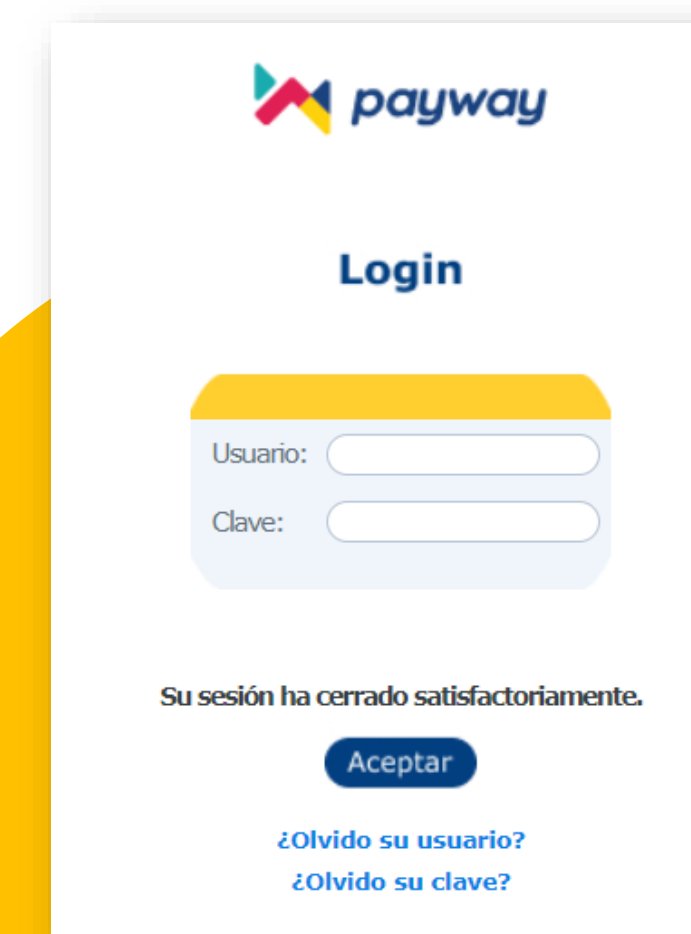 payway
Login
Usuario:
Clave:
Su sesión ha cerrado satisfactoriamente.
Aceptar
¿Olvido su usuario?
¿Olvido su clave?